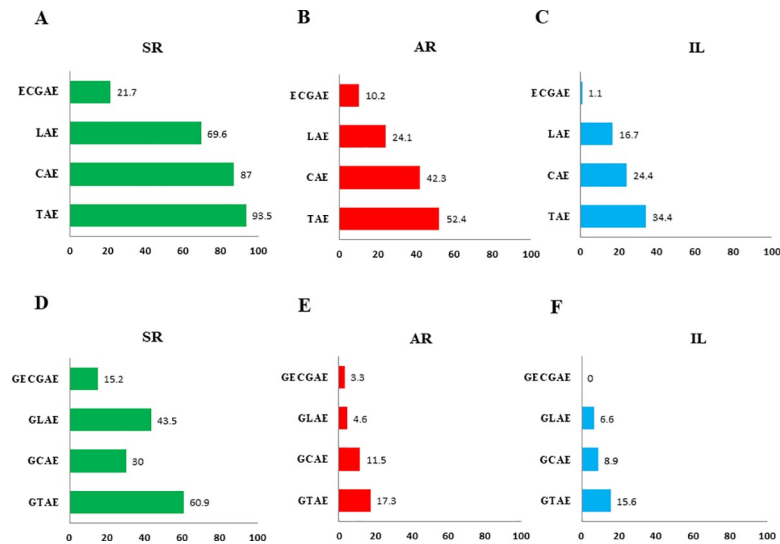 A
SR
ECGAE 21.7
LAE 69.6
CAE 87
TAE 93.5
0 20 40 60 80 100
B
AR
ECGAE 10.2
LAE 24.1
CAE 42.3
TAE 52.4
0 20 40 60 80 100
C
IL
ECGAE 1.1
LAE 16.7
CAE 24.4
TAE 34.4
0 20 40 60 80 100
D
SR
GECGAE 15.2
GLAE 43.5
GCAE 30
GTAE 60.9
0 20 40 60 80 100
E
AR
GECGAE 3.3
GLAE 4.6
GCAE 11.5
GTAE 17.3
0 20 40 60 80 100
F
IL
GECGAE 0
GLAE 6.6
GCAE 8.9
GTAE 15.6
0 20 40 60 80 100